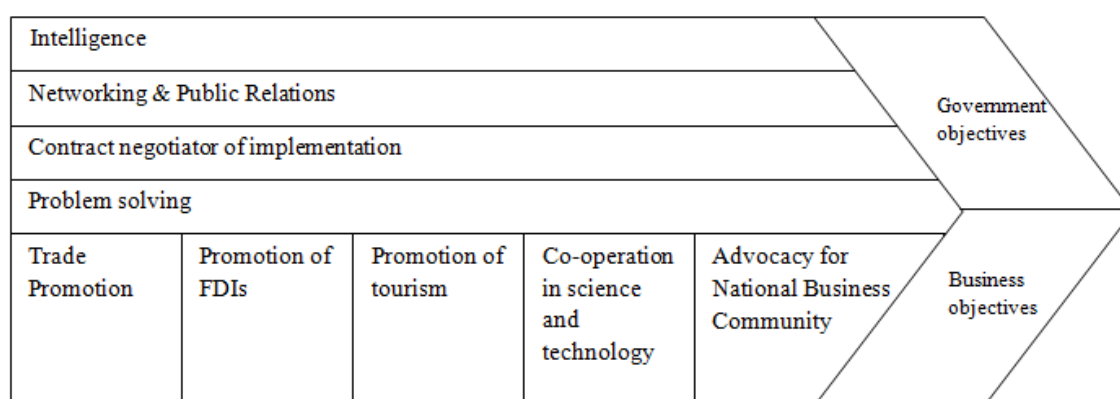 Intelligence
Networking & Public Relations
Contract negotiator of implementation
Problem solving
Government
objectives
Trade
Promotion
Promotion of
FDIs
Promotion of
tourism
Co-operation
in science
and
technology
Advocacy for
National Business
Community
Business
objectives